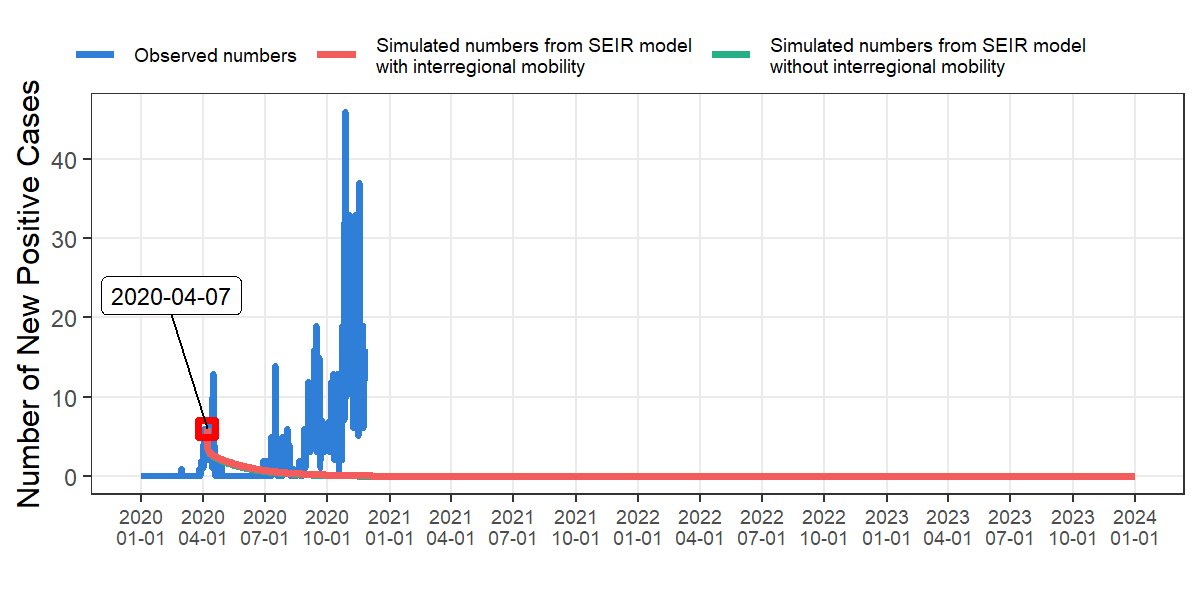 Observed numbers
Simulated numbers from SEIR model
with interregional mobility
Simulated numbers from SEIR model
without interregional mobility
Number of New Positive Cases
40
30
20
10
0
2020-04-07
2020 2020 2020 2020 2021 2021 2021 2021 2022 2022 2022 2022 2023 2023 2023 2023 2024
01-01 04-01 07-01 10-01 01-01 04-01 07-01 10-01 01-01 04-01 07-01 10-01 01-01 04-01 07-01 10-01 01-01